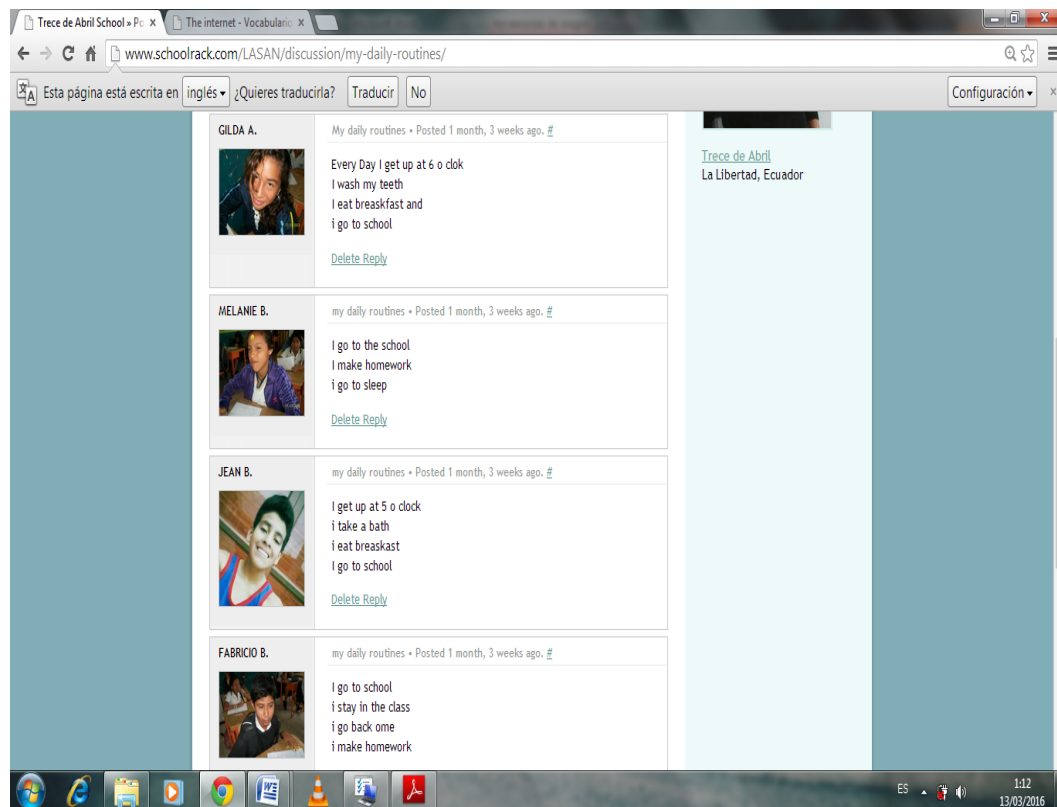 Trece de Abril School » Po
The internet - Vocabulario
www.schoolrack.com/LASAN/discussion/my-daily-routines/
Esta página está escrita en inglés ¿Quieres traducirla? Traducir No Configuración
GILDA A.
My daily routines • Posted 1 month, 3 weeks ago. #
Every Day I get up at 6 o clok
I wash my teeth
I eat breaskfast and
i go to school
Delete Reply
Trece de Abril
La Libertad, Ecuador
MELANIE B.
my daily routines • Posted 1 month, 3 weeks ago. #
I go to the school
I make homework
i go to sleep
Delete Reply
JEAN B.
my daily routines • Posted 1 month, 3 weeks ago. #
I get up at 5 o clock
i take a bath
i eat breaskast
I go to school
Delete Reply
FABRICIO B.
my daily routines • Posted 1 month, 3 weeks ago. #
I go to school
i stay in the class
i go back ome
i make homework
ES
1:12
13/03/2016